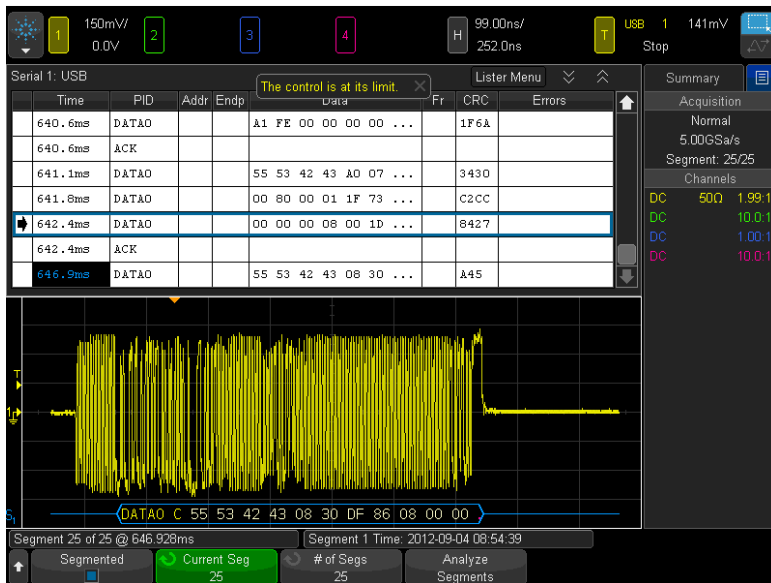 1 150mV/ 2 3 4 H 99.00ns/ T USB 1 141mV
0.0V 252.0ns Stop
Serial 1: USB The control is at its limit. Lister Menu Summary
Time PID Addr Endp Data Fr CRC Errors Acquisition
640.6ms DATA0 A1 FE 00 00 00 00 ... 1F6A Normal
5.00GSa/s
640.6ms ACK Segment: 25/25
641.1ms DATA0 55 53 42 43 A0 07 ... 3430 Channels
641.8ms DATA0 00 80 00 01 1F 73 ... C2CC DC 50Ω 1.99:1
642.4ms DATA0 00 00 00 08 00 1D ... 8427 DC 10.0:1
DC 1.00:1
642.4ms ACK DC 10.0:1
646.9ms DATA0 55 53 42 43 08 30 ... A45
T
1
S1 DATA0 C 55 53 42 43 08 30 DF 86 08 00 00
Segment 25 of 25 @ 646.928ms Segment 1 Time: 2012-09-04 08:54:39
Segmented Current Seg # of Segs Analyze
25 25 Segments